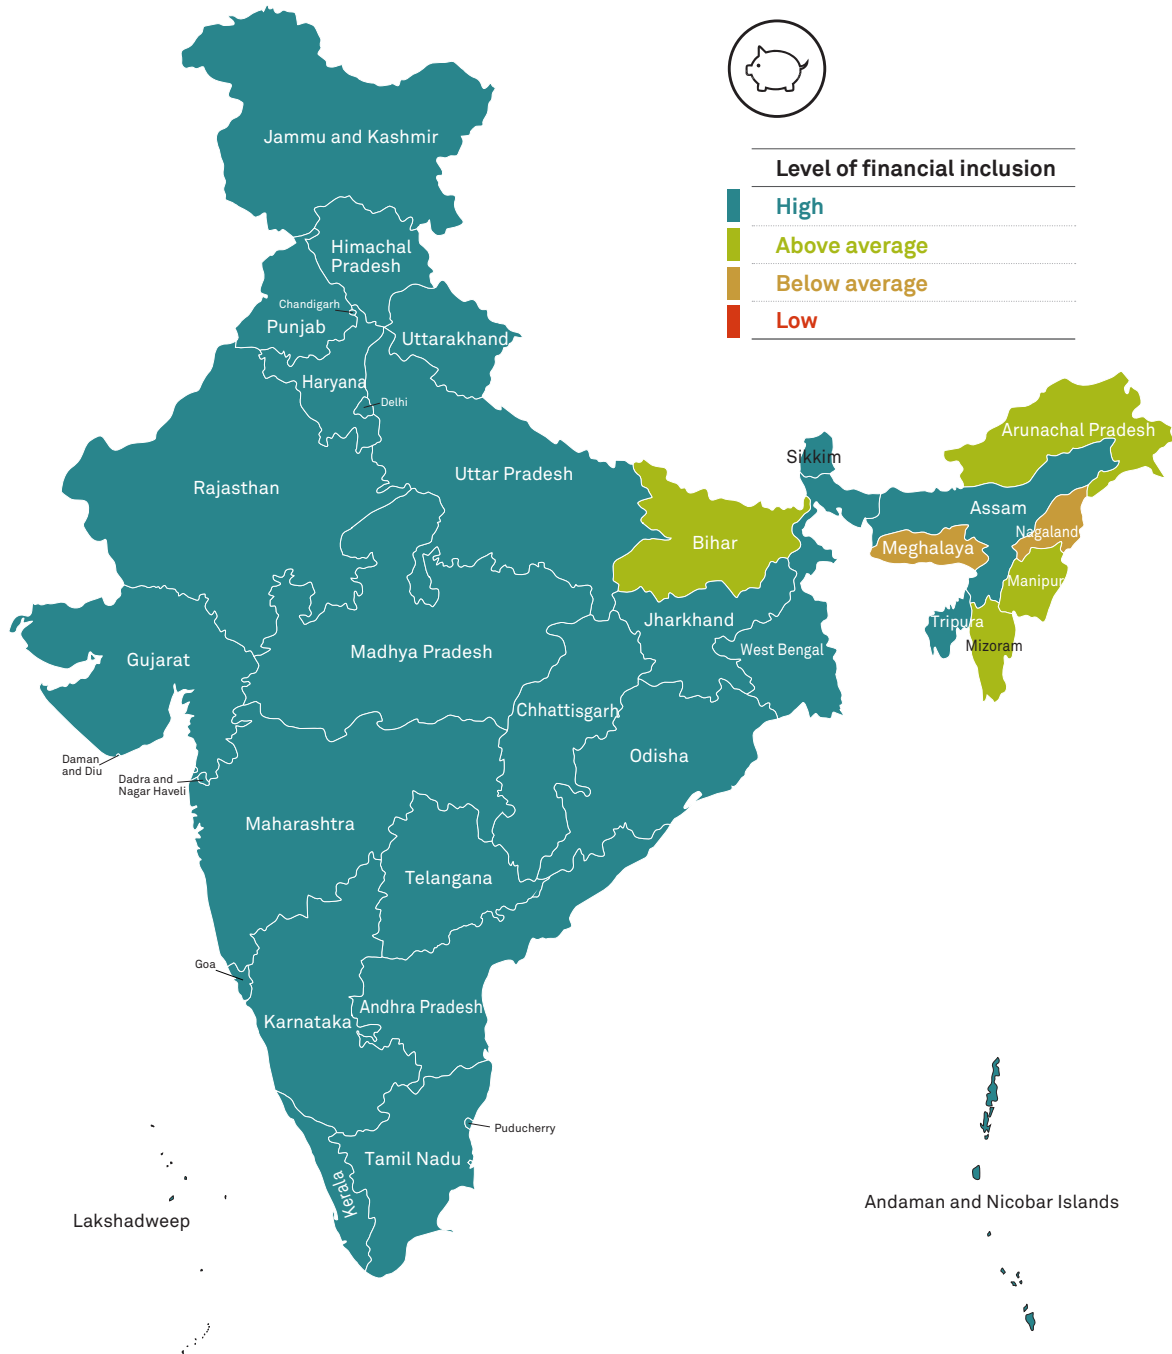 Level of financial inclusion
High
Above average
Below average
Low
Jammu and Kashmir
Himachal
Pradesh
Chandigarh
Punjab
Uttarakhand
Haryana
Delhi
Arunachal Pradesh
Sikkim
Uttar Pradesh
Rajasthan
Assam
Nagaland
Bihar
Meghalaya
Manipur
Jharkhand
Tripura
Mizoram
West Bengal
Madhya Pradesh
Gujarat
Chhattisgarh
Odisha
Daman
and Diu
Dadra and
Nagar Haveli
Maharashtra
Telangana
Goa
Andhra Pradesh
Karnataka
Puducherry
Tamil Nadu
Kerala
Andaman and Nicobar Islands
Lakshadweep